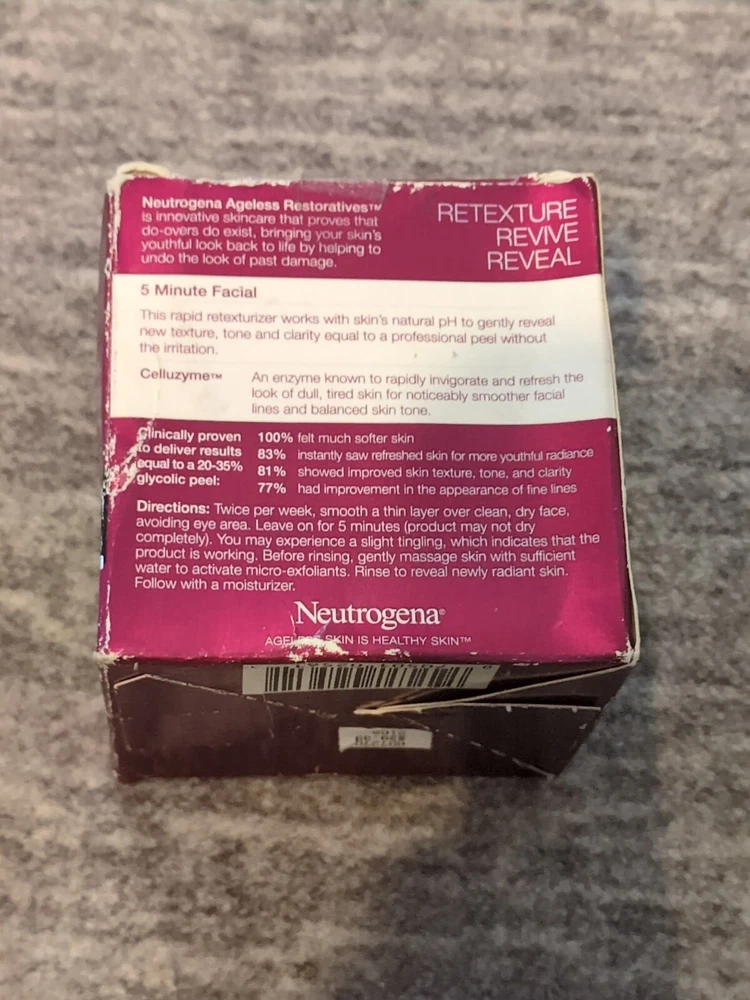 Neutrogena Ageless Restoratives™
is innovative skincare that proves that
do-overs do exist, bringing your skin's
youthful look back to life by helping to
undo the look of past damage.
RETEXTURE
REVIVE
REVEAL
5 Minute Facial
This rapid retexturizer works with skin's natural pH to gently reveal
new texture, tone and clarity equal to a professional peel without
the irritation.
Celluzyme™ An enzyme known to rapidly invigorate and refresh the
look of dull, tired skin for noticeably smoother facial
lines and balanced skin tone.
Clinically proven
to deliver results
equal to a 20-35%
glycolic peel:
100% felt much softer skin
83% instantly saw refreshed skin for more youthful radiance
81% showed improved skin texture, tone, and clarity
77% had improvement in the appearance of fine lines
Directions: Twice per week, smooth a thin layer over clean, dry face,
avoiding eye area. Leave on for 5 minutes (product may not dry
completely). You may experience a slight tingling, which indicates that the
product is working. Before rinsing, gently massage skin with sufficient
water to activate micro-exfoliants. Rinse to reveal newly radiant skin.
Follow with a moisturizer.
Neutrogena®
AGELESS SKIN IS HEALTHY SKIN™